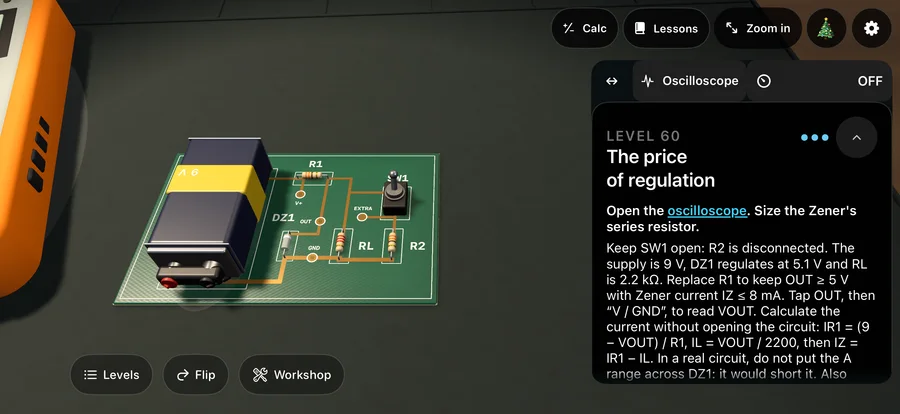 Calc
Lessons
Zoom in
Oscilloscope
OFF
LEVEL 60
The price
of regulation
Open the oscilloscope. Size the Zener's
series resistor.
Keep SW1 open: R2 is disconnected. The
supply is 9 V, DZ1 regulates at 5.1 V and RL
is 2.2 kΩ. Replace R1 to keep OUT ≥ 5 V
with Zener current IZ ≤ 8 mA. Tap OUT, then
“V / GND”, to read VOUT. Calculate the
current without opening the circuit: IR1 = (9
− VOUT) / R1, IL = VOUT / 2200, then IZ =
IR1 − IL. In a real circuit, do not put the A
range across DZ1: it would short it. Also
R1
V+
EXTRA
DZ1
OUT
GND
RL
R2
Levels
Flip
Workshop